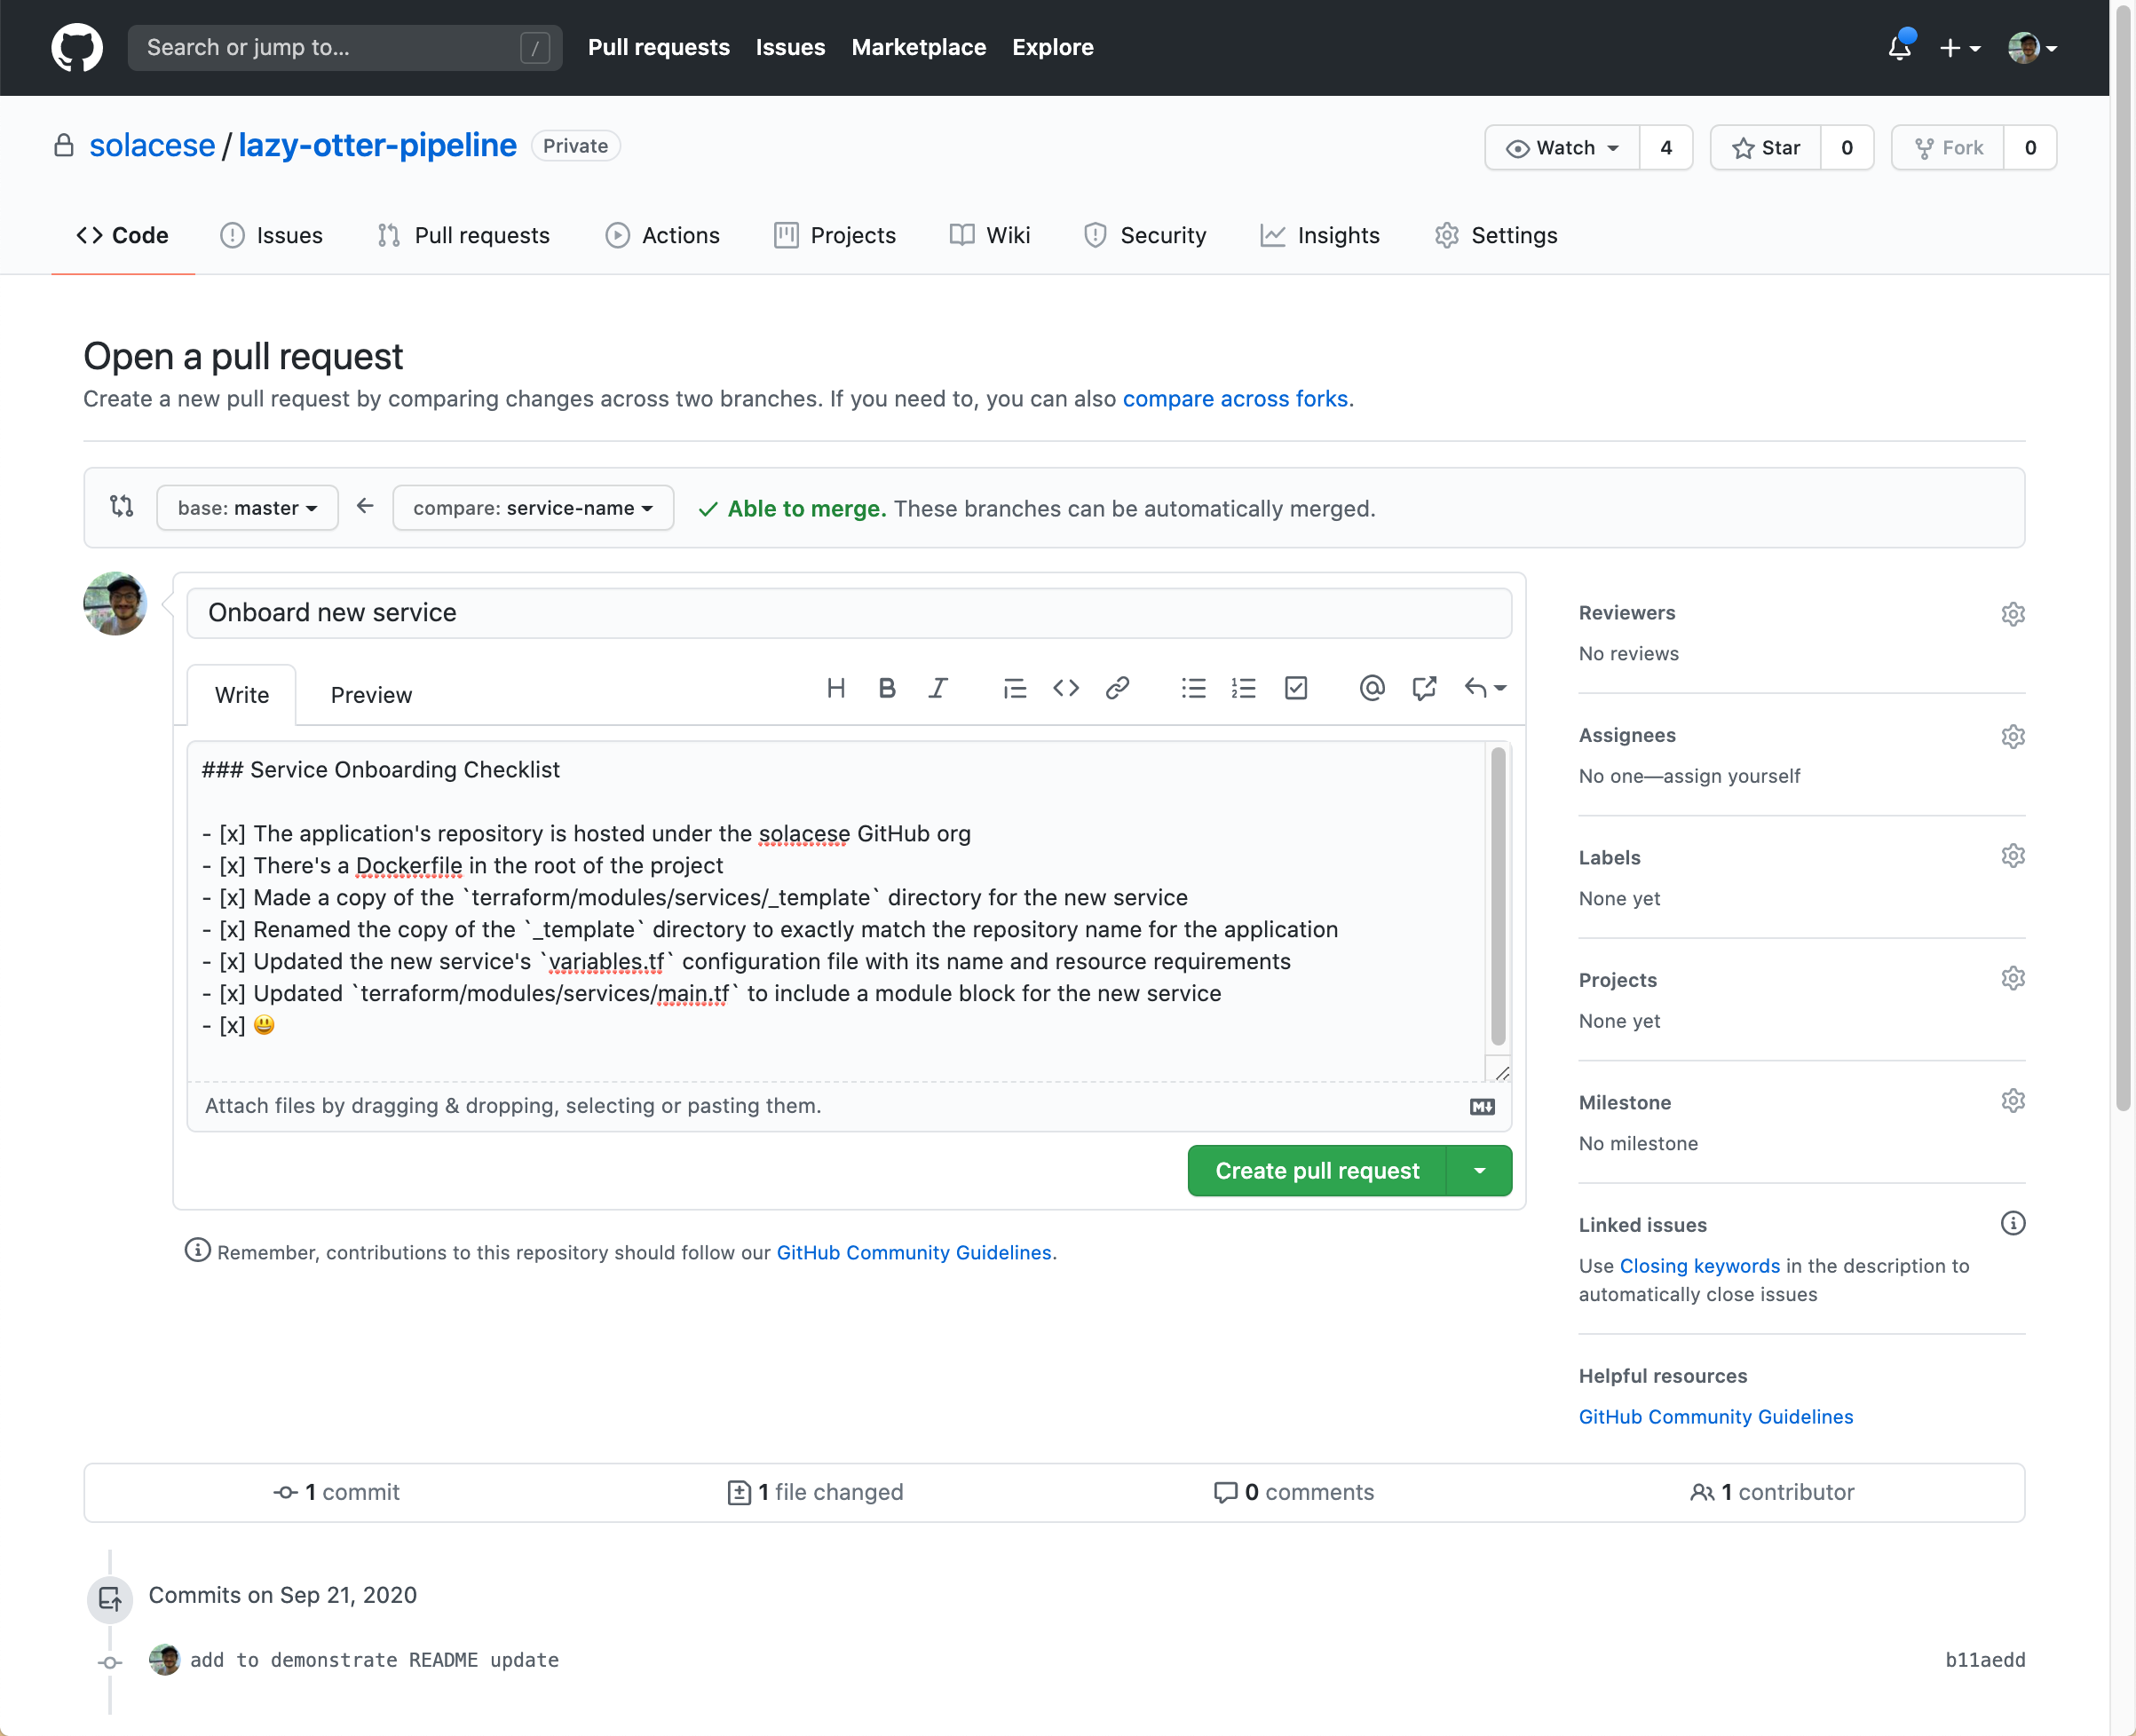 Search or jump to... /
Pull requests Issues Marketplace Explore
solacese / lazy-otter-pipeline Private
Watch 4 Star 0 Fork 0
Code Issues Pull requests Actions Projects Wiki Security Insights Settings
Open a pull request
Create a new pull request by comparing changes across two branches. If you need to, you can also compare across forks.
base: master compare: service-name Able to merge. These branches can be automatically merged.
Onboard new service
Write Preview
### Service Onboarding Checklist
- [x] The application's repository is hosted under the solacese GitHub org
- [x] There's a Dockerfile in the root of the project
- [x] Made a copy of the `terraform/modules/services/_template` directory for the new service
- [x] Renamed the copy of the `_template` directory to exactly match the repository name for the application
- [x] Updated the new service's `variables.tf` configuration file with its name and resource requirements
- [x] Updated `terraform/modules/services/main.tf` to include a module block for the new service
- [x] 😃
Attach files by dragging & dropping, selecting or pasting them.
Create pull request
Remember, contributions to this repository should follow our GitHub Community Guidelines.
Reviewers
No reviews
Assignees
No one—assign yourself
Labels
None yet
Projects
None yet
Milestone
No milestone
Linked issues
Use Closing keywords in the description to
automatically close issues
Helpful resources
GitHub Community Guidelines
1 commit 1 file changed 0 comments 1 contributor
Commits on Sep 21, 2020
add to demonstrate README update b11aedd